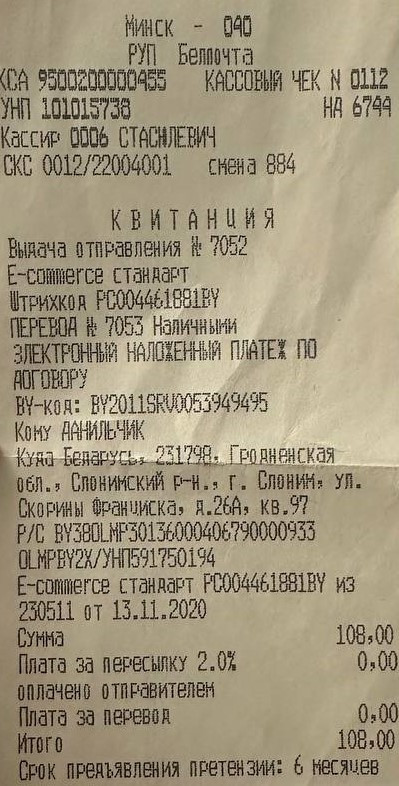 Минск - 040
РУП Белпочта
КСА 9500200000455 КАССОВЫЙ ЧЕК N 0112
УНП 101015738 НА 6744
Кассир 0006 СТАСИЛЕВИЧ
СКС 0012/22004001 смена 884
КВИТАНЦИЯ
Выдача отправления № 7052
E-commerce стандарт
Штрихкод PC004461881BY
ПЕРЕВОД № 7053 Наличными
ЭЛЕКТРОННЫЙ НАЛОЖЕННЫЙ ПЛАТЕЖ ПО
ДОГОВОРУ
BY-код: BY2011SRV0053949495
Кому ДАНИЛЬЧИК
Куда Беларусь, 231798, Гродненская
обл., Слонимский р-н., г. Слоним, ул.
Скорины Франциска, д.26А, кв.97
Р/С BY38OLMP30136000406790000933
OLMPBY2X/УНП591750194
E-commerce стандарт PC004461881BY из
230511 от 13.11.2020
Сумма 108,00
Плата за пересылку 2.0% 0,00
оплачено отправителем
Плата за перевод 0,00
Итого 108,00
Срок предъявления претензии: 6 месяцев